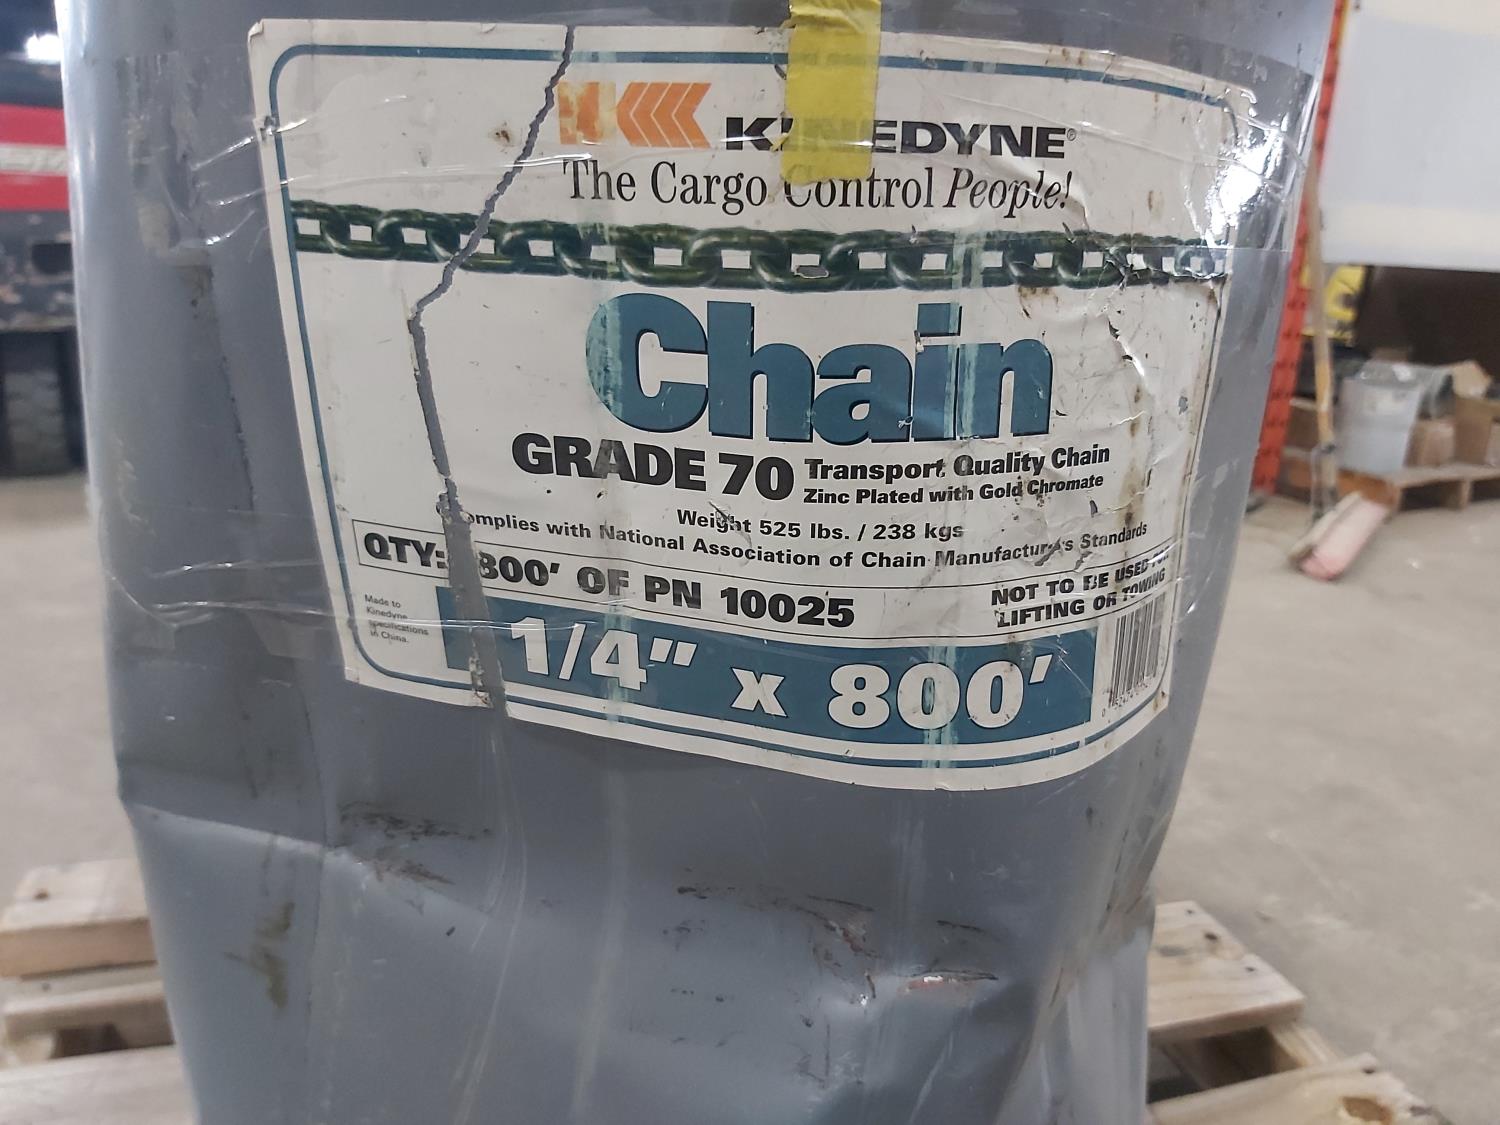 KINEDYNE®
The Cargo Control People!
Chain
GRADE 70 Transport Quality Chain
Zinc Plated with Gold Chromate
Weight 525 lbs. / 238 kgs
Complies with National Association of Chain Manufacturers Standards
QTY: 800' OF PN 10025
NOT TO BE USED
LIFTING OR TOWING
Made to
Kinedyne
specifications
in China.
1/4" x 800'